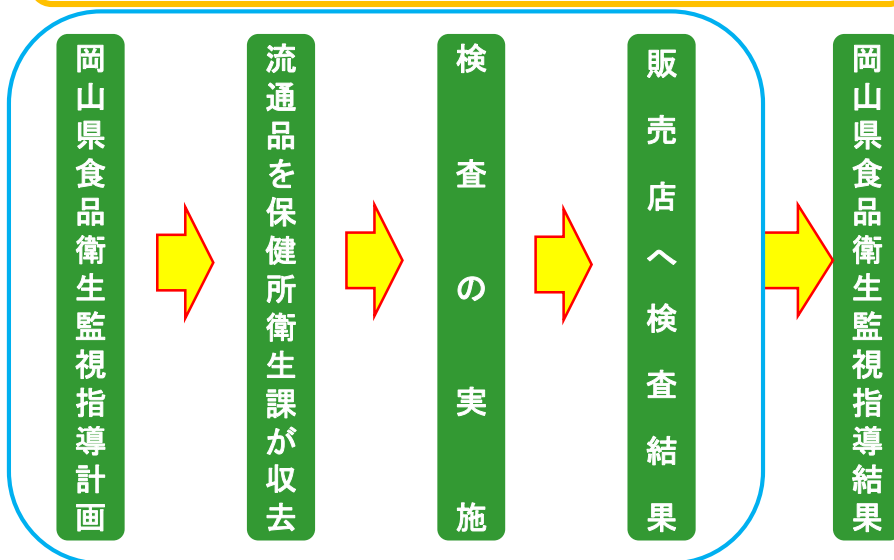 岡山県食品衛生監視指導計画
流通品を保健所衛生課が収去
検査の実施
販売店へ検査結果
岡山県食品衛生監視指導結果